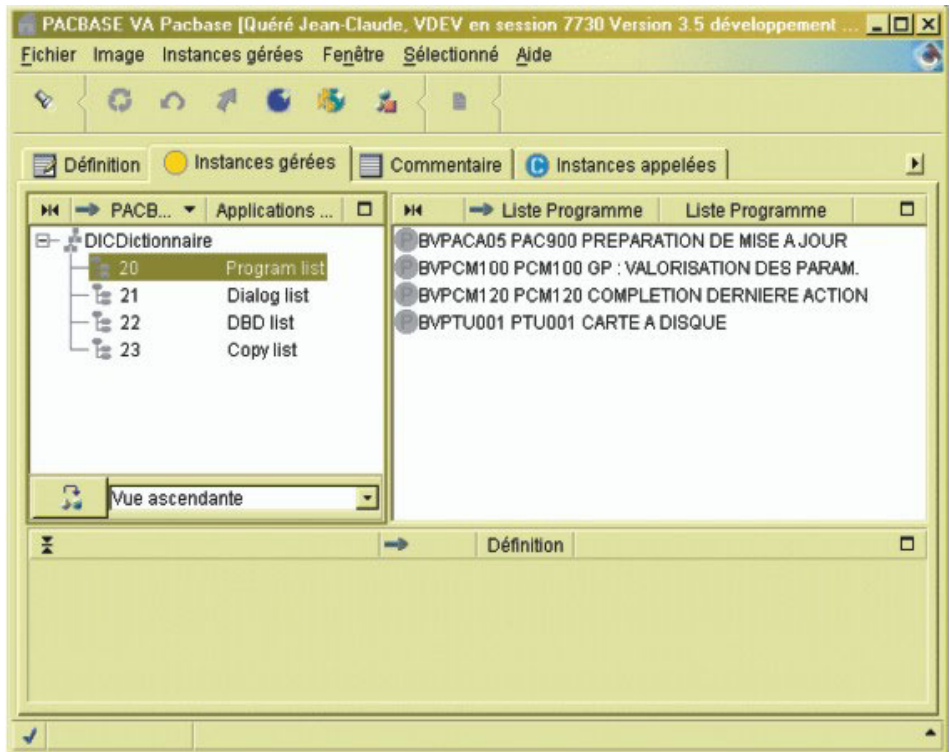 PACBASE VA Pacbase [Quéré Jean-Claude, VDEV en session 7730 Version 3.5 développement ...
Fichier Image Instances gérées Fenêtre Sélectionné Aide
Définition Instances gérées Commentaire C Instances appelées
PACB... Applications ... Liste Programme Liste Programme
DICDictionnaire
20 Program list
21 Dialog list
22 DBD list
23 Copy list
P BVPACA05 PAC900 PREPARATION DE MISE A JOUR
P BVPCM100 PCM100 GP : VALORISATION DES PARAM.
P BVPCM120 PCM120 COMPLETION DERNIERE ACTION
P BVPTU001 PTU001 CARTE A DISQUE
Vue ascendante
Définition